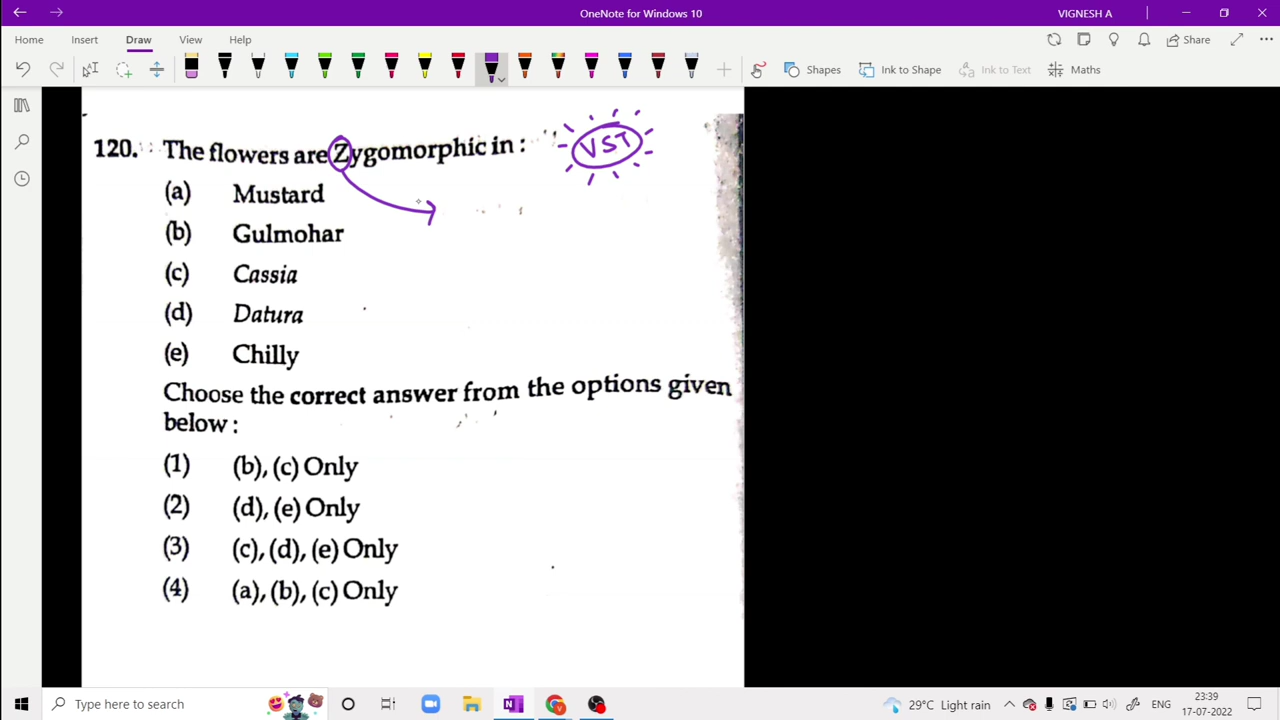 OneNote for Windows 10
VIGNESH A
Home Insert Draw View Help
Share
Shapes
Ink to Shape
Ink to Text
Maths
120. The flowers are Zygomorphic in :
VST
(a) Mustard
(b) Gulmohar
(c) Cassia
(d) Datura
(e) Chilly
Choose the correct answer from the options given
below :
(1) (b), (c) Only
(2) (d), (e) Only
(3) (c), (d), (e) Only
(4) (a), (b), (c) Only
Type here to search
29°C Light rain
ENG
23:39
17-07-2022